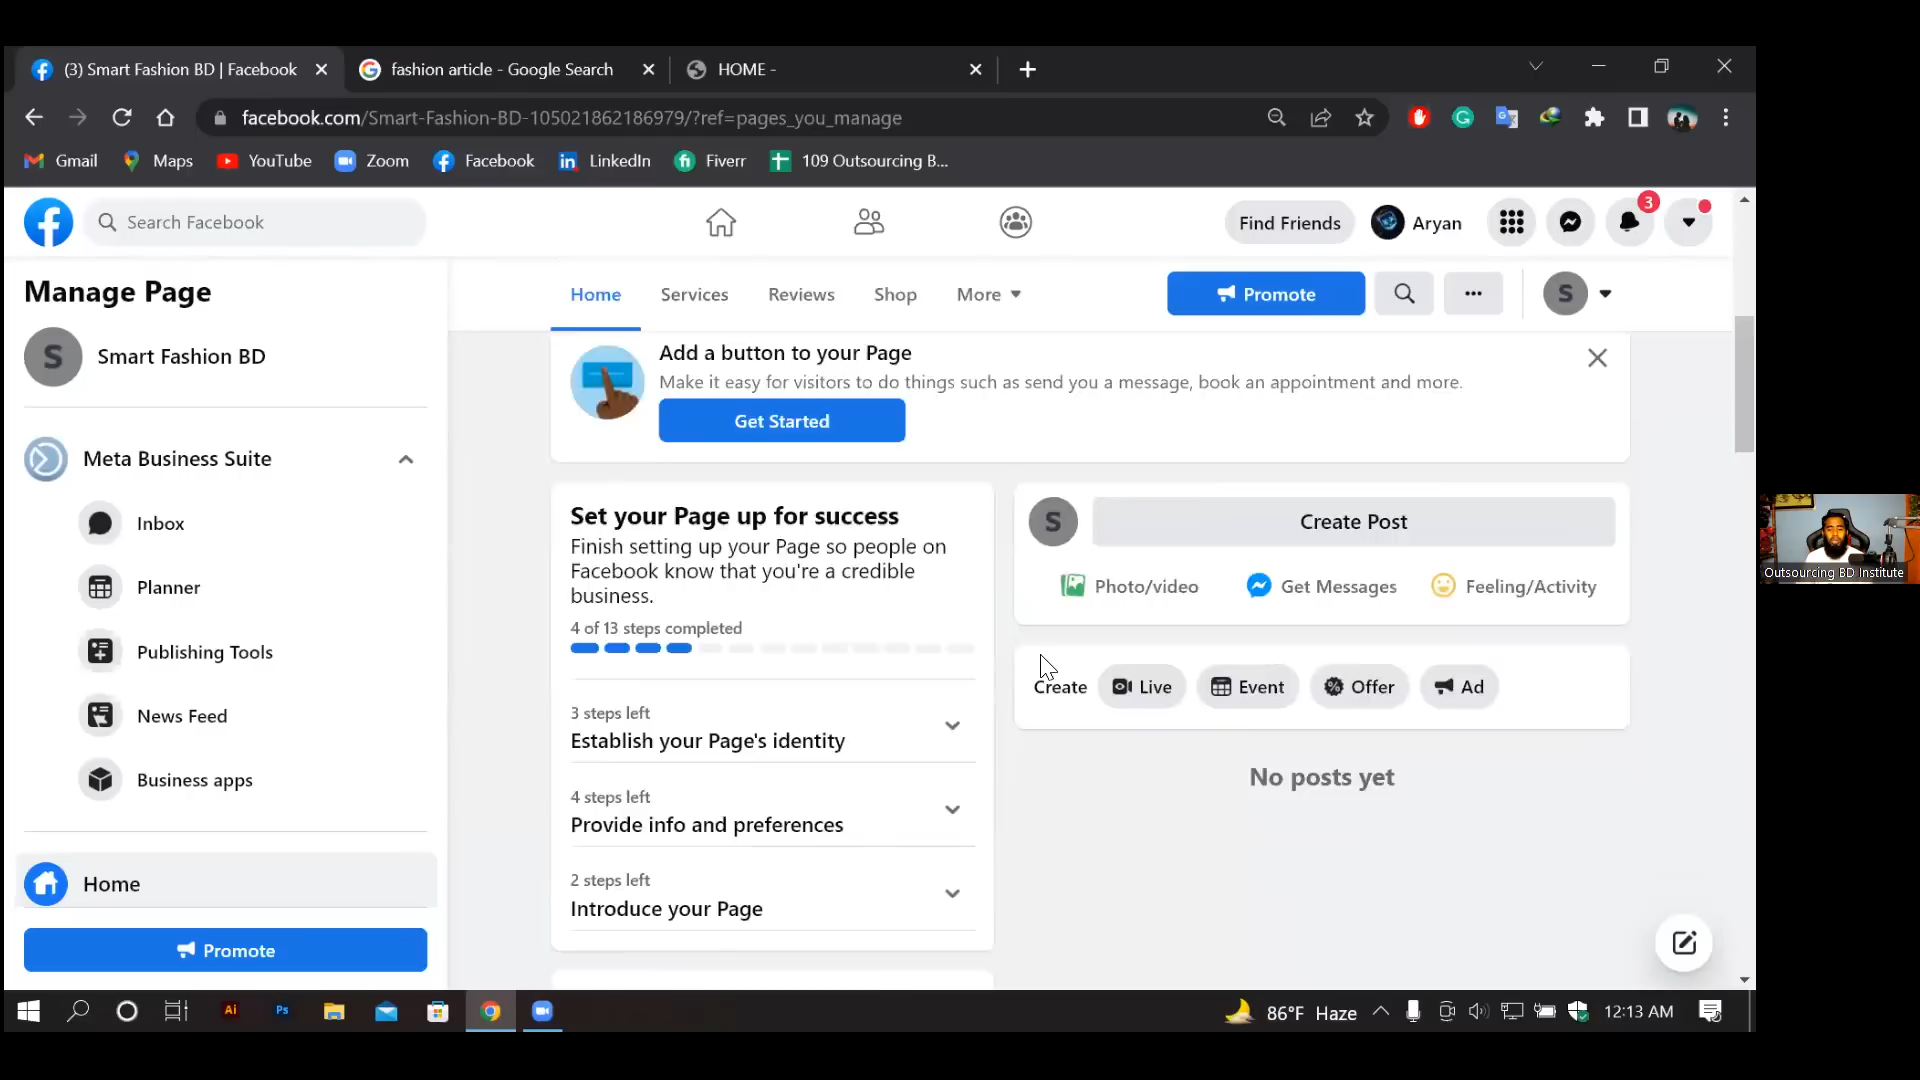 (3) Smart Fashion BD | Facebook
fashion article - Google Search
HOME -
facebook.com/Smart-Fashion-BD-105021862186979/?ref=pages_you_manage
Gmail
Maps
YouTube
Zoom
Facebook
LinkedIn
Fiverr
109 Outsourcing B...
Search Facebook
Find Friends
Aryan
3
Manage Page
S
Smart Fashion BD
Meta Business Suite
Inbox
Planner
Publishing Tools
News Feed
Business apps
Home
Promote
Home
Services
Reviews
Shop
More
Promote
S
Add a button to your Page
Make it easy for visitors to do things such as send you a message, book an appointment and more.
Get Started
Set your Page up for success
Finish setting up your Page so people on
Facebook know that you're a credible
business.
4 of 13 steps completed
3 steps left
Establish your Page's identity
4 steps left
Provide info and preferences
2 steps left
Introduce your Page
S
Create Post
Photo/video
Get Messages
Feeling/Activity
Create
Live
Event
Offer
Ad
No posts yet
Outsourcing BD Institute
Ai
Ps
86°F Haze
12:13 AM